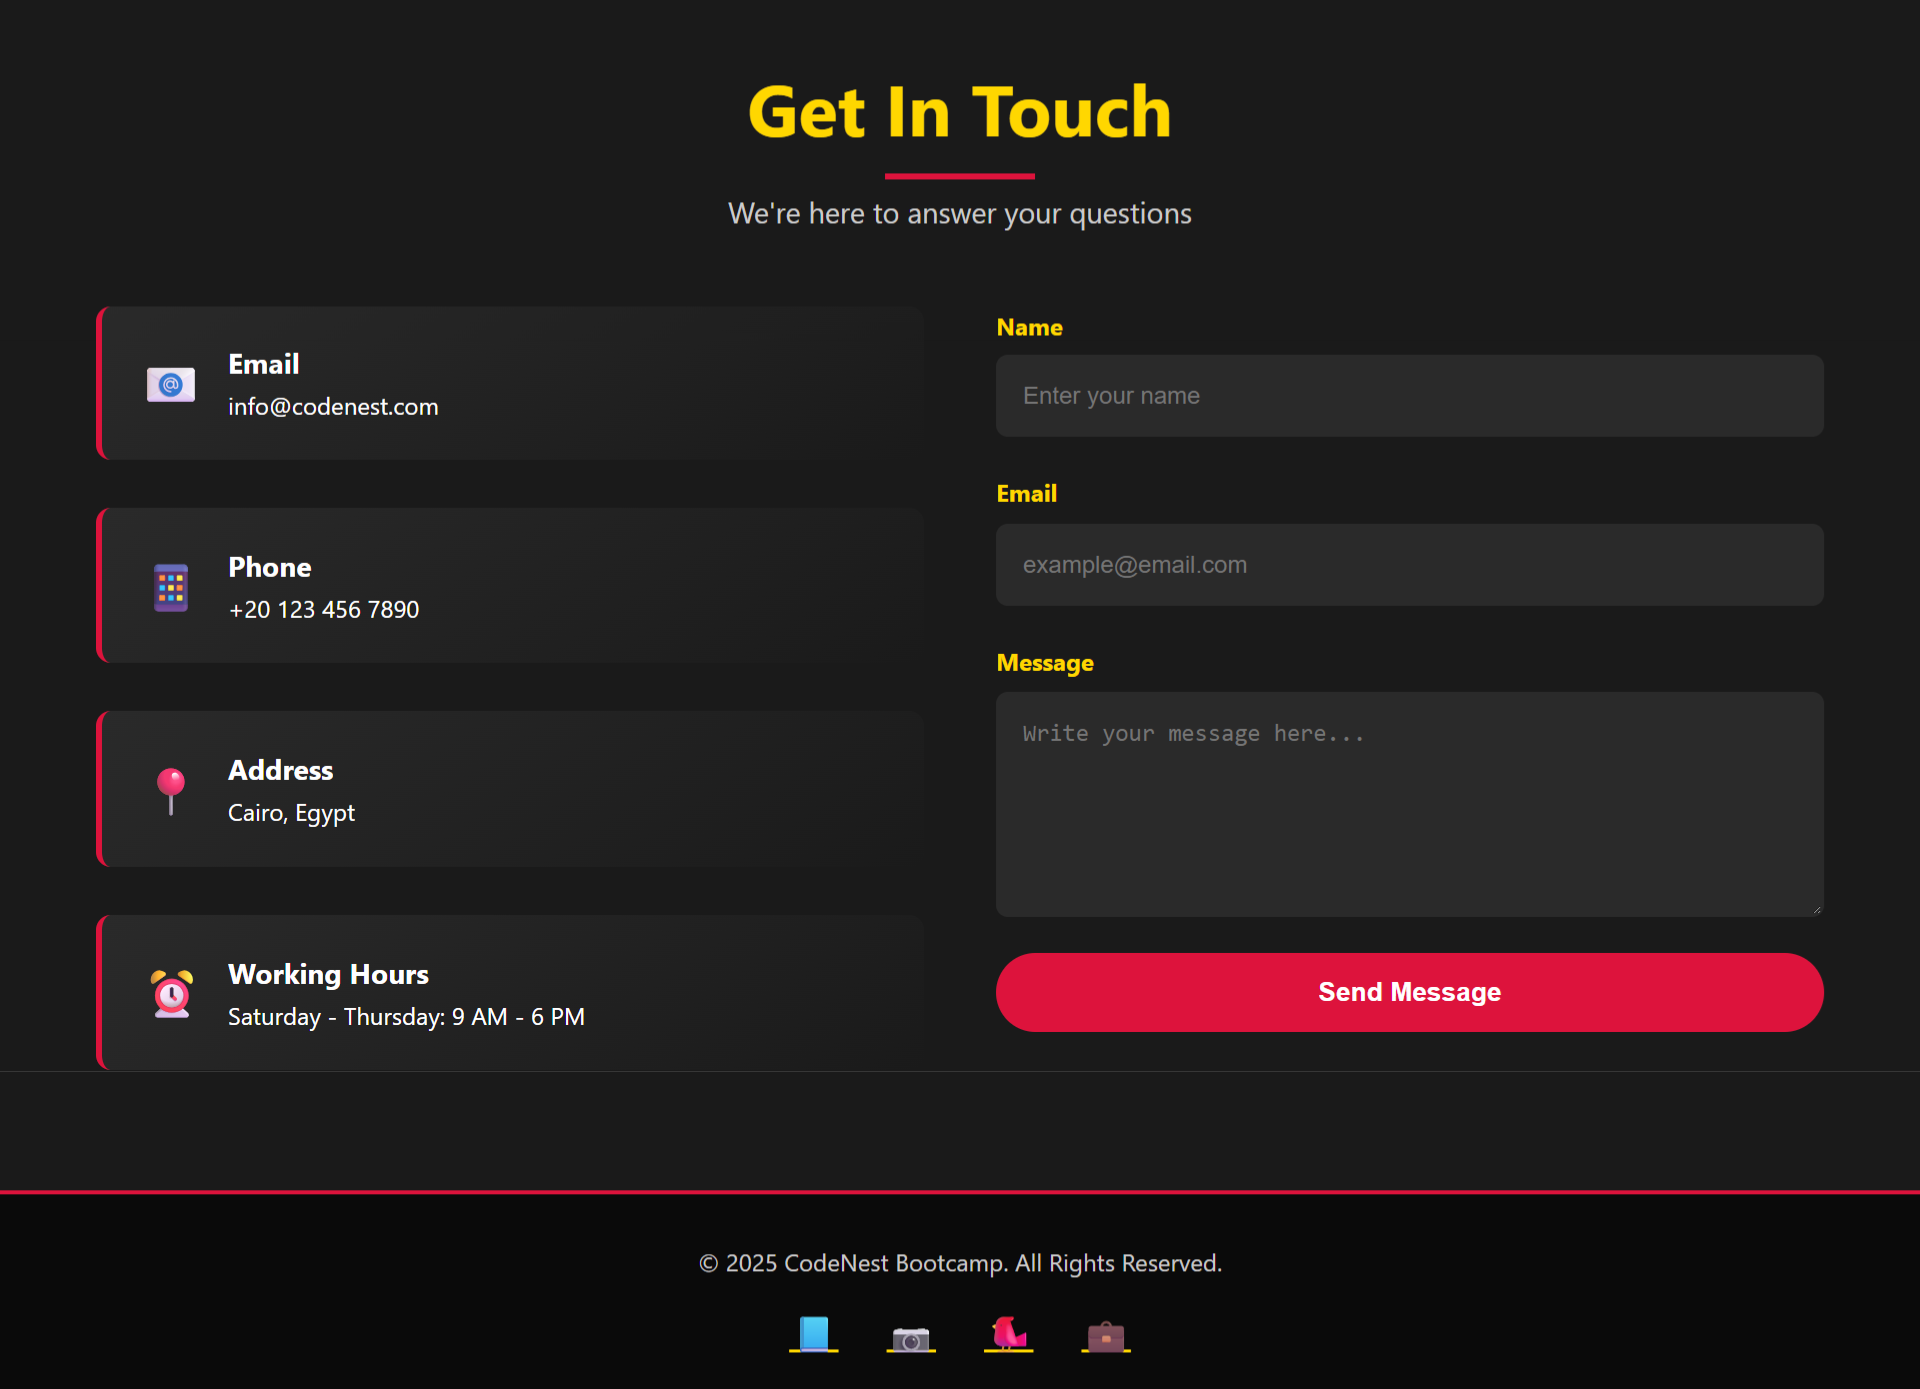 Get In Touch
We're here to answer your questions
Email
info@codenest.com
Phone
+20 123 456 7890
Address
Cairo, Egypt
Working Hours
Saturday - Thursday: 9 AM - 6 PM
Name
Enter your name
Email
example@email.com
Message
Write your message here...
Send Message
© 2025 CodeNest Bootcamp. All Rights Reserved.